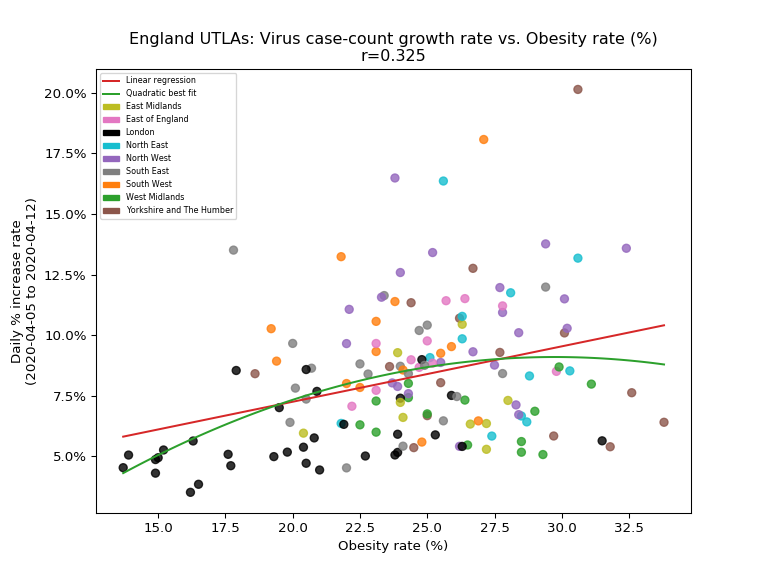 England UTLAs: Virus case-count growth rate vs. Obesity rate (%)
r=0.325
Linear regression
Quadratic best fit
East Midlands
East of England
London
North East
North West
South East
South West
West Midlands
Yorkshire and The Humber
20.0%
17.5%
15.0%
12.5%
10.0%
7.5%
5.0%
Daily % increase rate
(2020-04-05 to 2020-04-12)
15.0
17.5
20.0
22.5
25.0
27.5
30.0
32.5
Obesity rate (%)